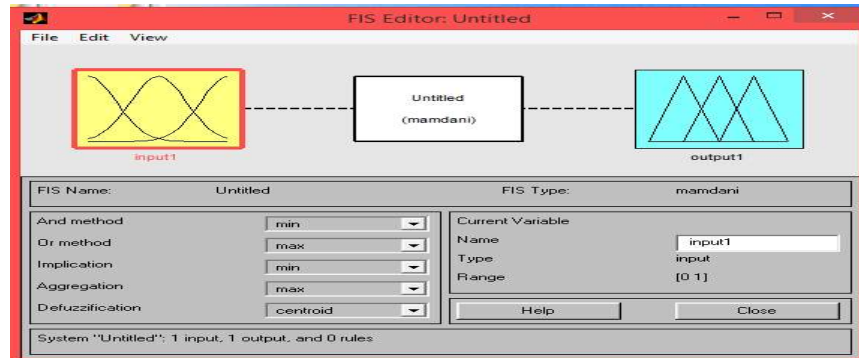 FIS Editor: Untitled
File Edit View
Untitled
(mamdani)
input1
output1
FIS Name: Untitled FIS Type: mamdani
And method min
Or method max
Implication min
Aggregation max
Defuzzification centroid
Current Variable
Name input1
Type input
Range [0 1]
Help Close
System "Untitled": 1 input, 1 output, and 0 rules